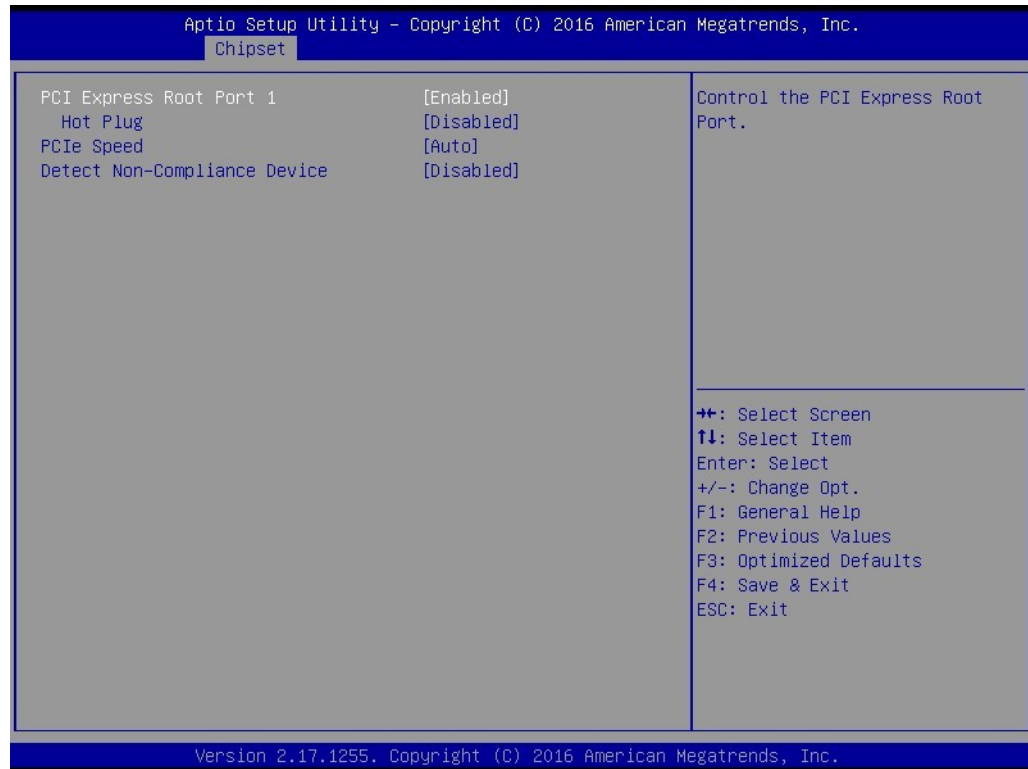 Aptio Setup Utility – Copyright (C) 2016 American Megatrends, Inc.
Chipset
PCI Express Root Port 1 [Enabled]
Hot Plug [Disabled]
PCIe Speed [Auto]
Detect Non-Compliance Device [Disabled]
Control the PCI Express Root
Port.
→←: Select Screen
↑↓: Select Item
Enter: Select
+/-: Change Opt.
F1: General Help
F2: Previous Values
F3: Optimized Defaults
F4: Save & Exit
ESC: Exit
Version 2.17.1255. Copyright (C) 2016 American Megatrends, Inc.